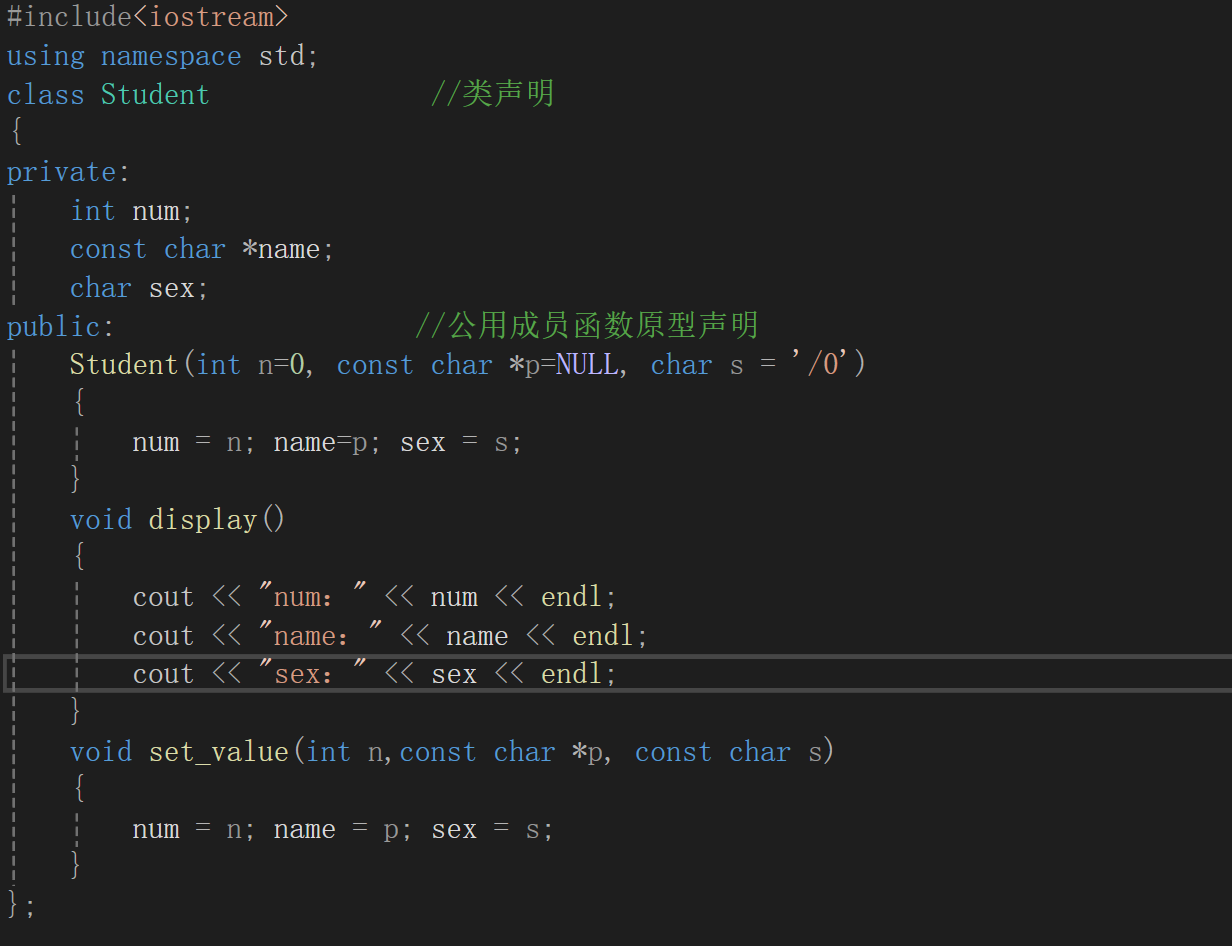 #include<iostream>
using namespace std;
class Student //类声明
{
private:
int num;
const char *name;
char sex;
public: //公用成员函数原型声明
Student(int n=0, const char *p=NULL, char s = '/0')
{
num = n; name=p; sex = s;
}
void display()
{
cout << "num：" << num << endl;
cout << "name：" << name << endl;
cout << "sex：" << sex << endl;
}
void set_value(int n,const char *p, const char s)
{
num = n; name = p; sex = s;
}
};